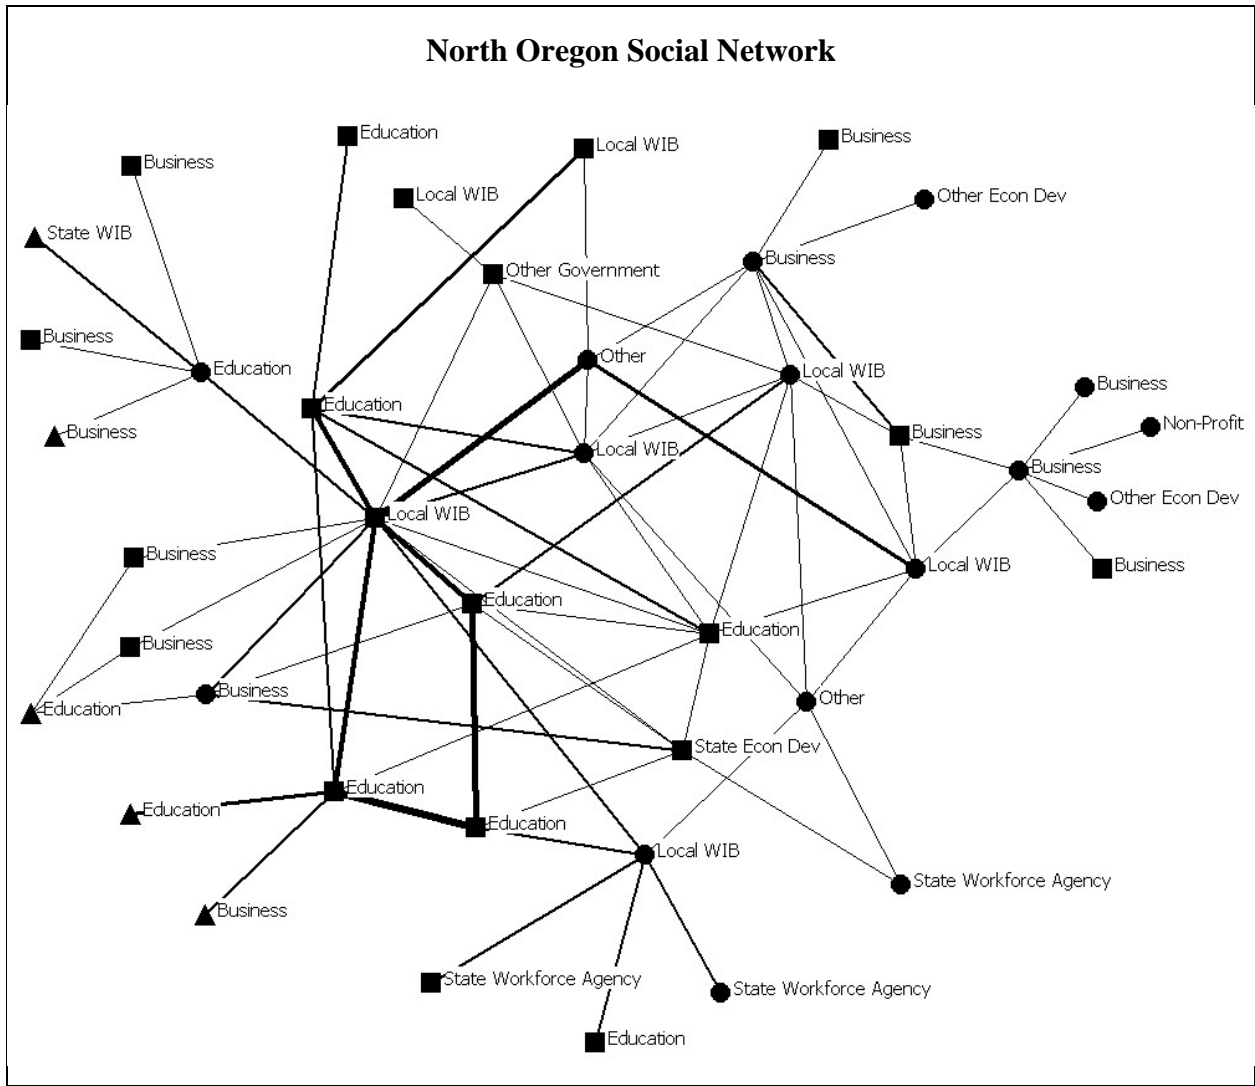 North Oregon Social Network
Education
Business
Local WIB
Business
Local WIB
Other Econ Dev
State WIB
Business
Other Government
Business
Other
Education
Local WIB
Business
Education
Non-Profit
Business
Business
Local WIB
Business
Other Econ Dev
Local WIB
Business
Local WIB
Business
Education
Education
Business
Business
Other
Education
State Econ Dev
Education
Education
Education
Local WIB
State Workforce Agency
Business
State Workforce Agency
State Workforce Agency
Education